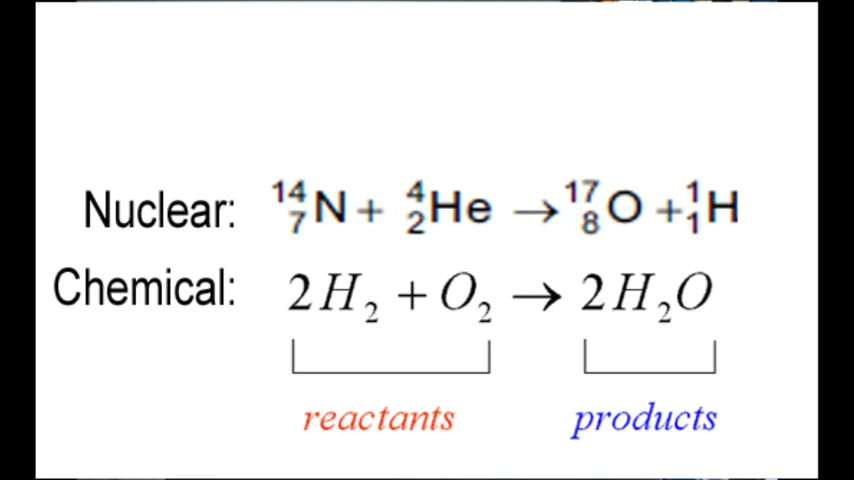 Nuclear: ¹⁴₇N + ⁴₂He → ¹⁷₈O + ¹₁H
Chemical: 2H₂ + O₂ → 2H₂O
reactants products